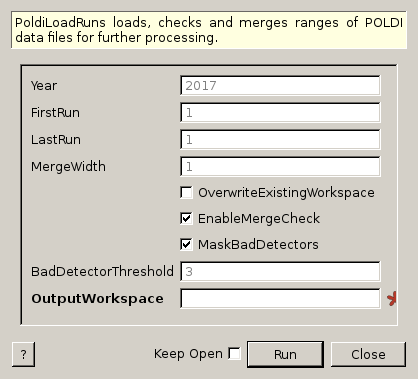 PoldiLoadRuns loads, checks and merges ranges of POLDI
data files for further processing.
Year 2017
FirstRun 1
LastRun 1
MergeWidth 1
OverwriteExistingWorkspace
EnableMergeCheck
MaskBadDetectors
BadDetectorThreshold 3
OutputWorkspace
? Keep Open Run Close